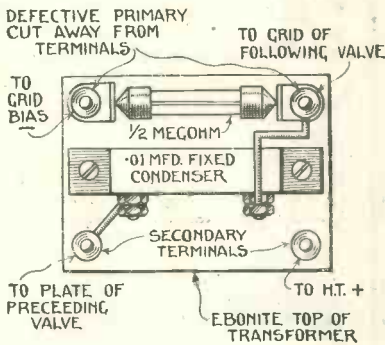 DEFECTIVE PRIMARY
CUT AWAY FROM
TERMINALS
TO GRID OF
FOLLOWING VALVE
TO
GRID
BIAS
½ MEGOHM
.01 MFD. FIXED
CONDENSER
SECONDARY
TERMINALS
TO PLATE OF
PRECEEDING
VALVE
TO H.T. +
EBONITE TOP OF
TRANSFORMER